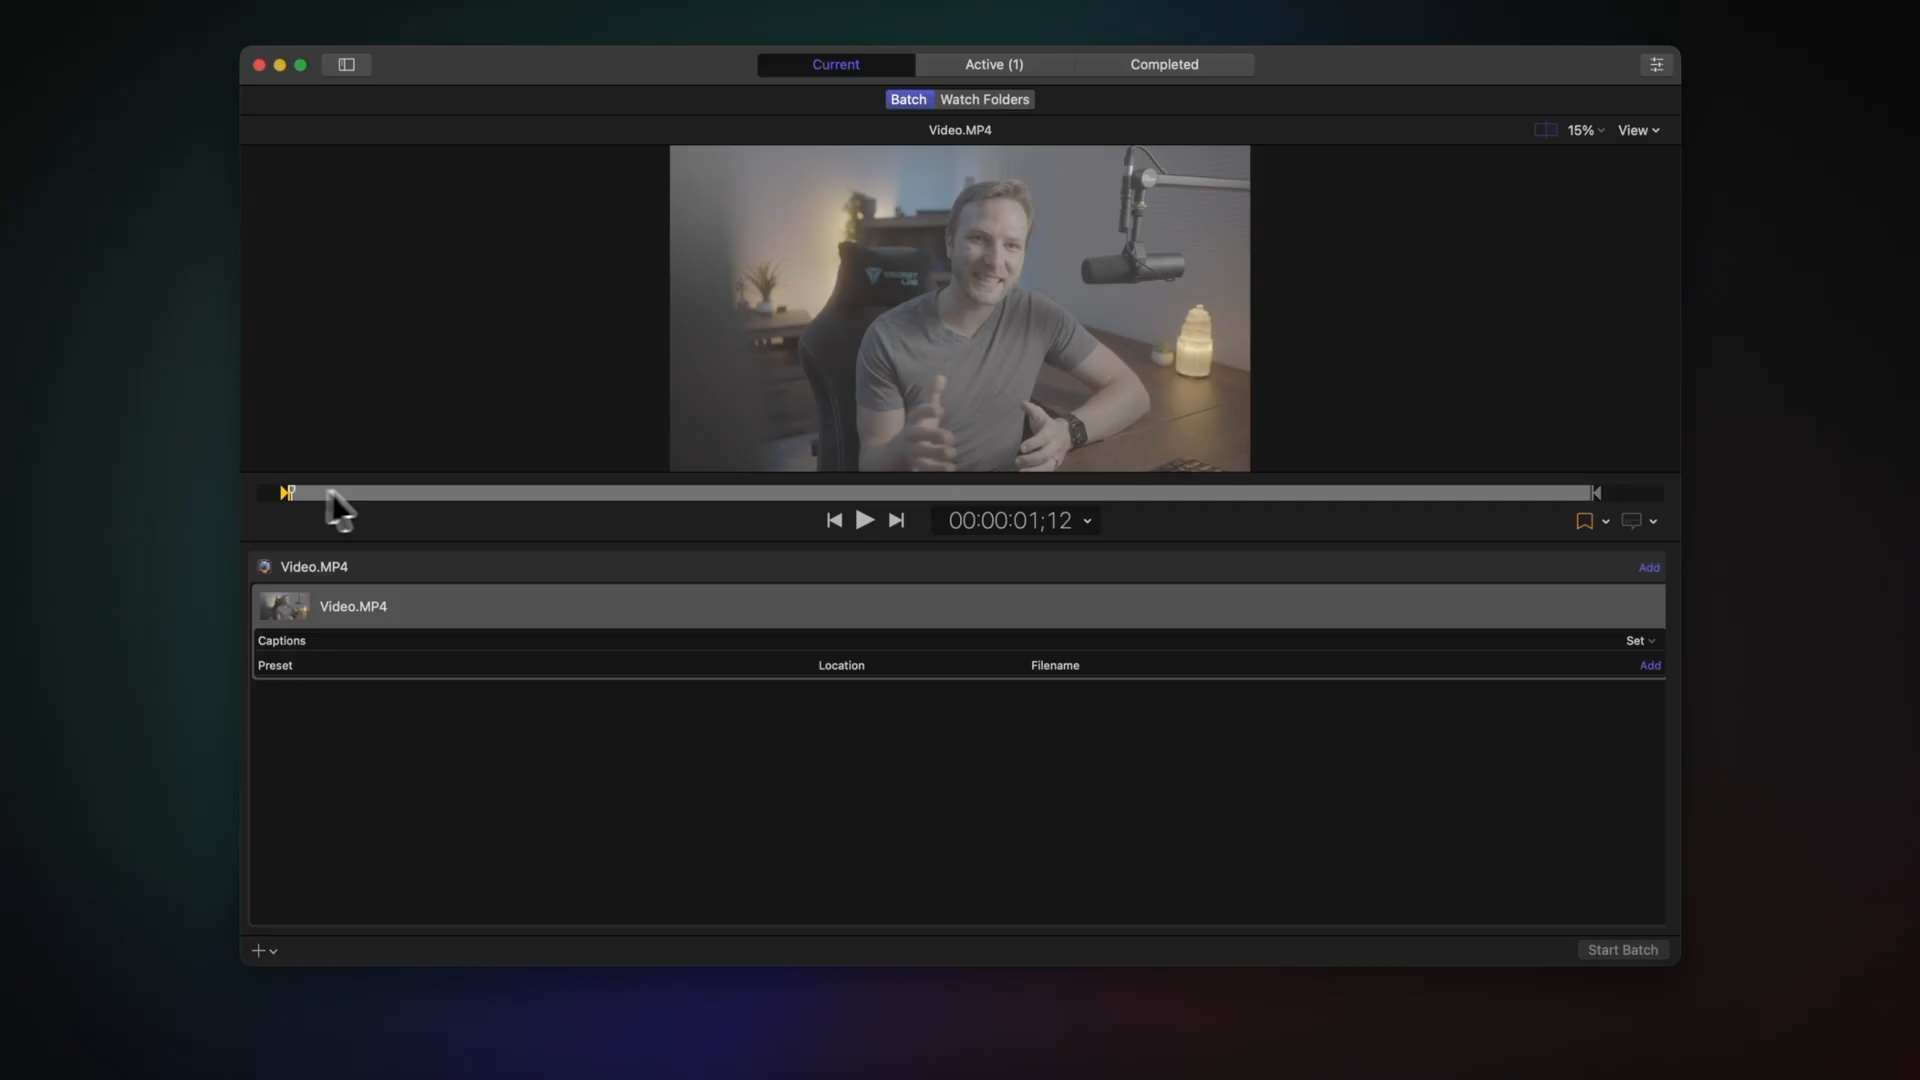 Current
Active (1)
Completed
Batch
Watch Folders
Video.MP4
15%
View
00:00:01;12
Video.MP4
Add
Video.MP4
Captions
Set
Preset
Location
Filename
Add
Start Batch